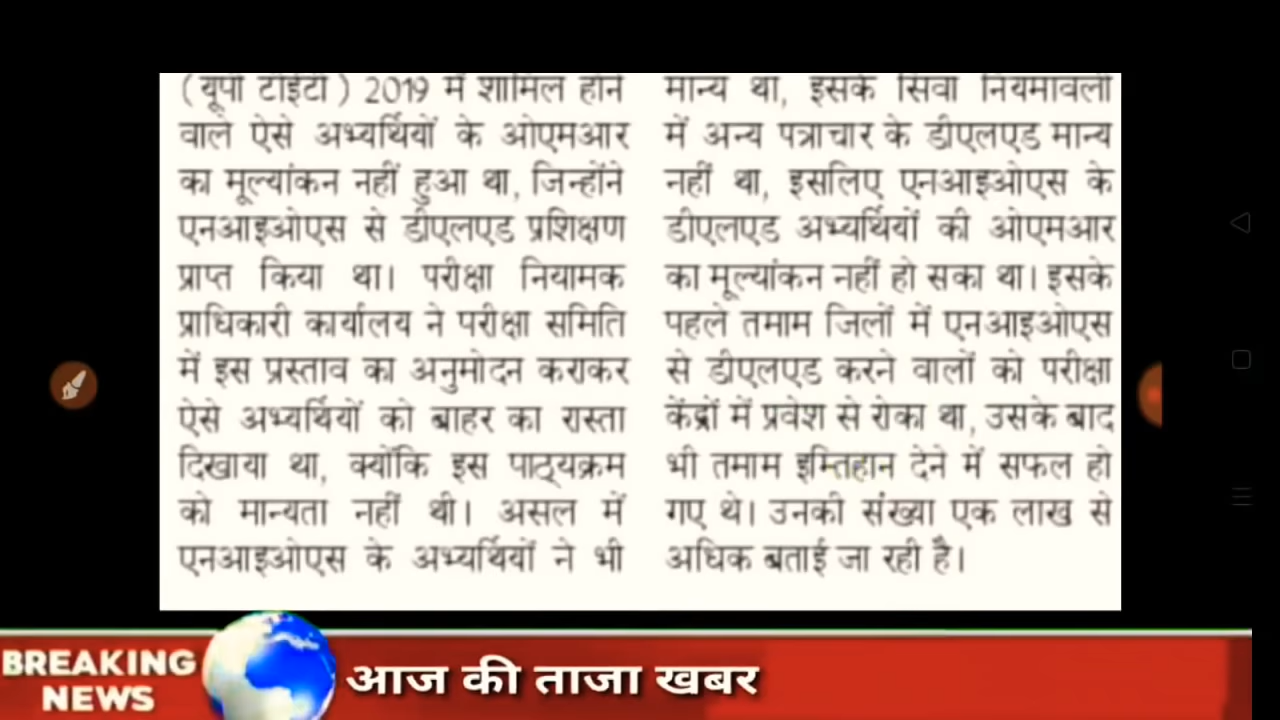 (यूपी टीईटी) 2019 में शामिल होने
वाले ऐसे अभ्यर्थियों के ओएमआर
का मूल्यांकन नहीं हुआ था, जिन्होंने
एनआइओएस से डीएलएड प्रशिक्षण
प्राप्त किया था। परीक्षा नियामक
प्राधिकारी कार्यालय ने परीक्षा समिति
में इस प्रस्ताव का अनुमोदन कराकर
ऐसे अभ्यर्थियों को बाहर का रास्ता
दिखाया था, क्योंकि इस पाठ्यक्रम
को मान्यता नहीं थी। असल में
एनआइओएस के अभ्यर्थियों ने भी
मान्य था, इसके सिवा नियमावली
में अन्य पत्राचार के डीएलएड मान्य
नहीं था, इसलिए एनआइओएस के
डीएलएड अभ्यर्थियों की ओएमआर
का मूल्यांकन नहीं हो सका था। इसके
पहले तमाम जिलों में एनआइओएस
से डीएलएड करने वालों को परीक्षा
केंद्रों में प्रवेश से रोका था, उसके बाद
भी तमाम इम्तिहान देने में सफल हो
गए थे। उनकी संख्या एक लाख से
अधिक बताई जा रही है।
BREAKING
NEWS
आज की ताजा खबर